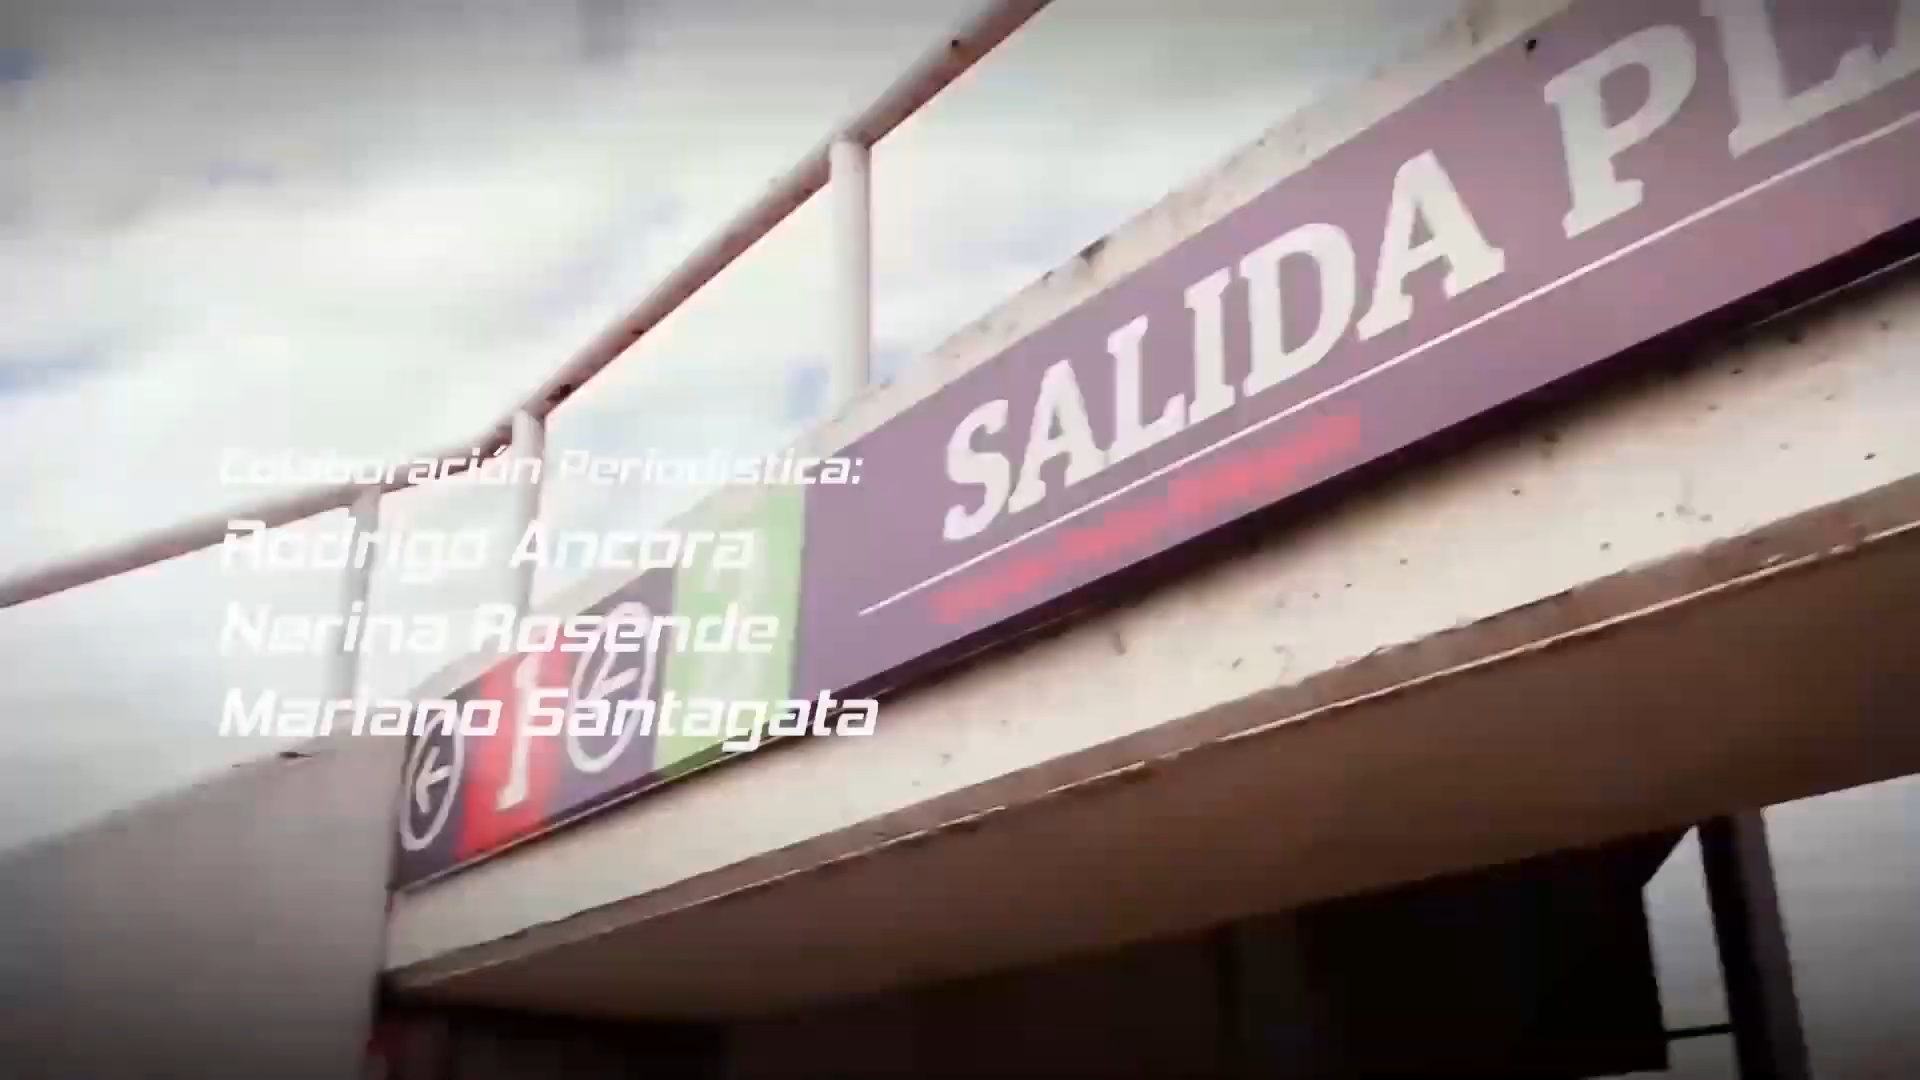 SALIDA PL
Colaboración Periodística:
Rodrigo Ancora
Nerina Rosende
Mariano Santagata